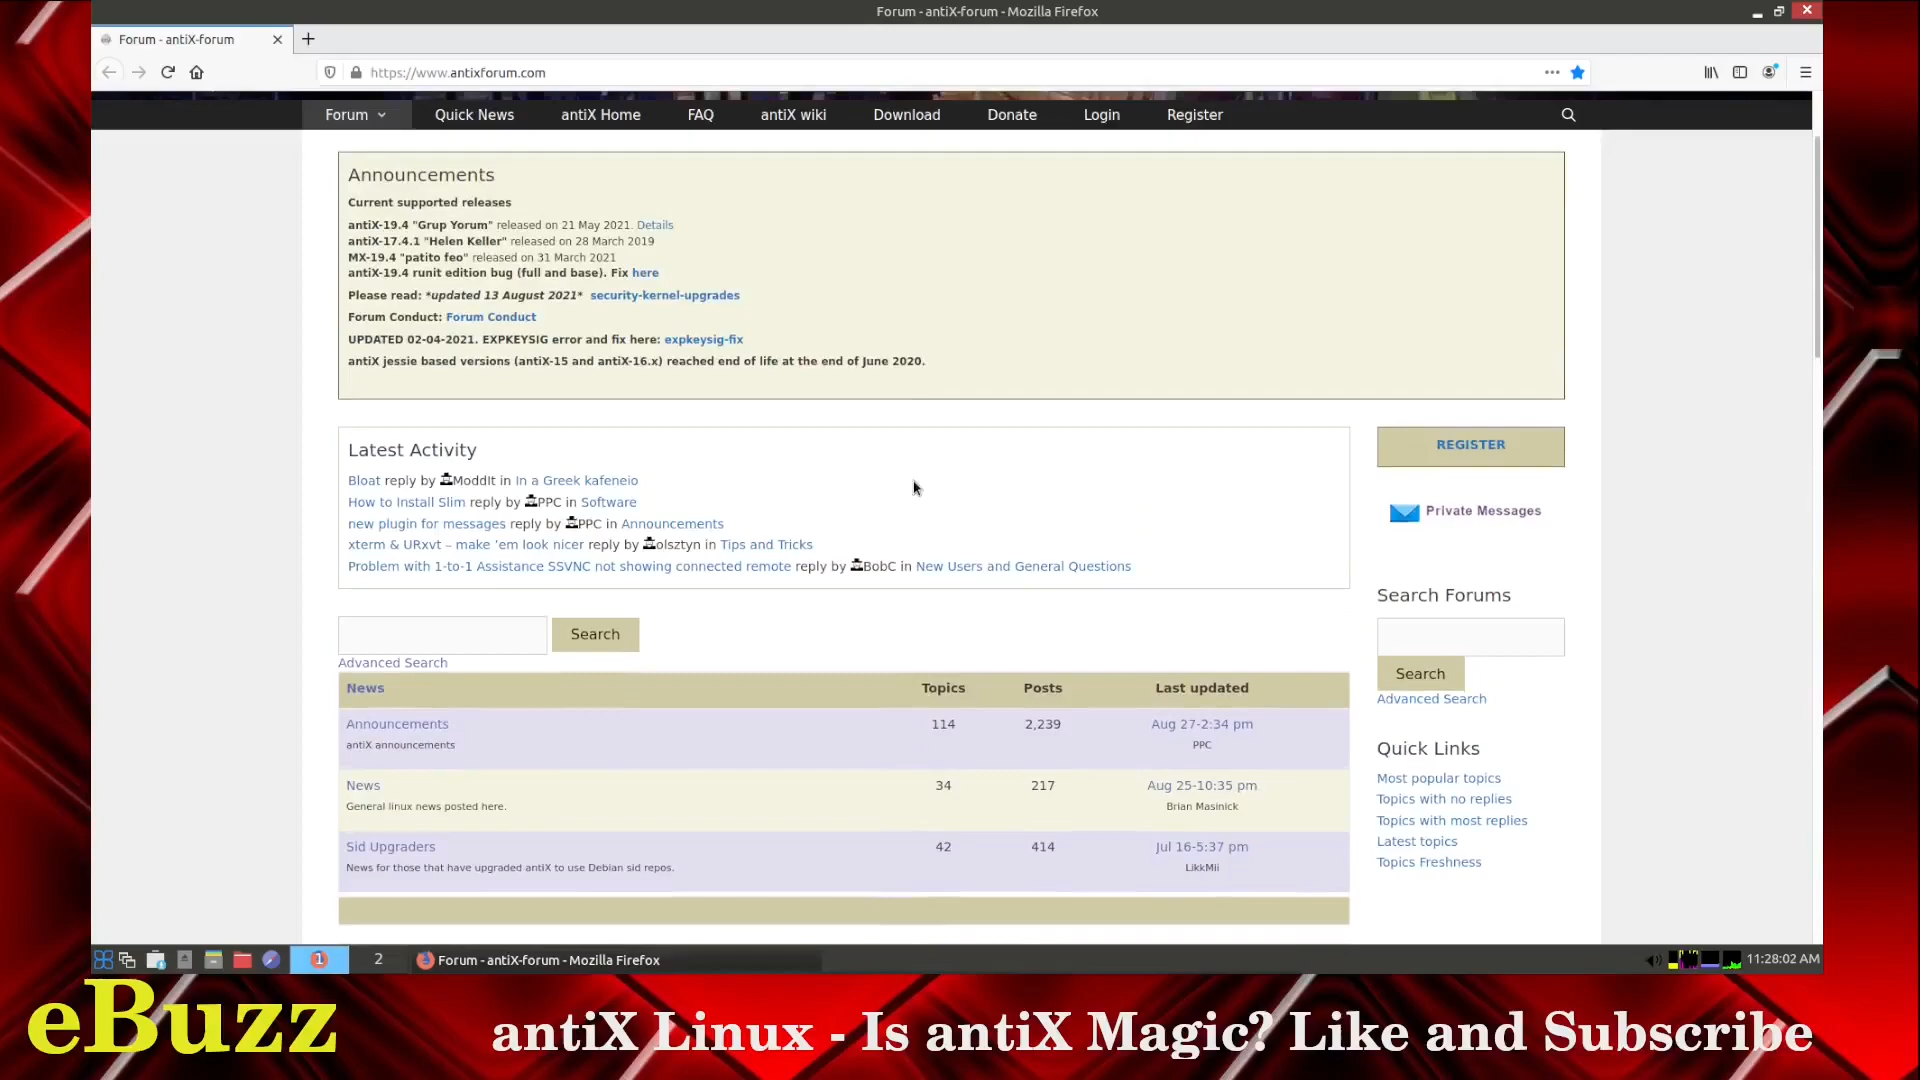 Forum - antiX-forum - Mozilla Firefox
Forum - antiX-forum
https://www.antixforum.com
Forum Quick News antiX Home FAQ antiX wiki Download Donate Login Register
Announcements
Current supported releases
antiX-19.4 "Grup Yorum" released on 21 May 2021. Details
antiX-17.4.1 "Helen Keller" released on 28 March 2019
MX-19.4 "patito feo" released on 31 March 2021
antiX-19.4 runit edition bug (full and base). Fix here
Please read: *updated 13 August 2021* security-kernel-upgrades
Forum Conduct: Forum Conduct
UPDATED 02-04-2021. EXPKEYSIG error and fix here: expkeysig-fix
antiX jessie based versions (antiX-15 and antiX-16.x) reached end of life at the end of June 2020.
Latest Activity
Bloat reply by ModdIt in In a Greek kafeneio
How to Install Slim reply by PPC in Software
new plugin for messages reply by PPC in Announcements
xterm & URxvt – make ’em look nicer reply by olsztyn in Tips and Tricks
Problem with 1-to-1 Assistance SSVNC not showing connected remote reply by BobC in New Users and General Questions
Search
Advanced Search
News Topics Posts Last updated
Announcements 114 2,239 Aug 27-2:34 pm
antiX announcements PPC
News 34 217 Aug 25-10:35 pm
General linux news posted here. Brian Masinick
Sid Upgraders 42 414 Jul 16-5:37 pm
News for those that have upgraded antiX to use Debian sid repos. LikkMii
REGISTER
Private Messages
Search Forums
Search
Advanced Search
Quick Links
Most popular topics
Topics with no replies
Topics with most replies
Latest topics
Topics Freshness
1 2 Forum - antiX-forum - Mozilla Firefox 11:28:02 AM
eBuzz antiX Linux - Is antiX Magic? Like and Subscribe